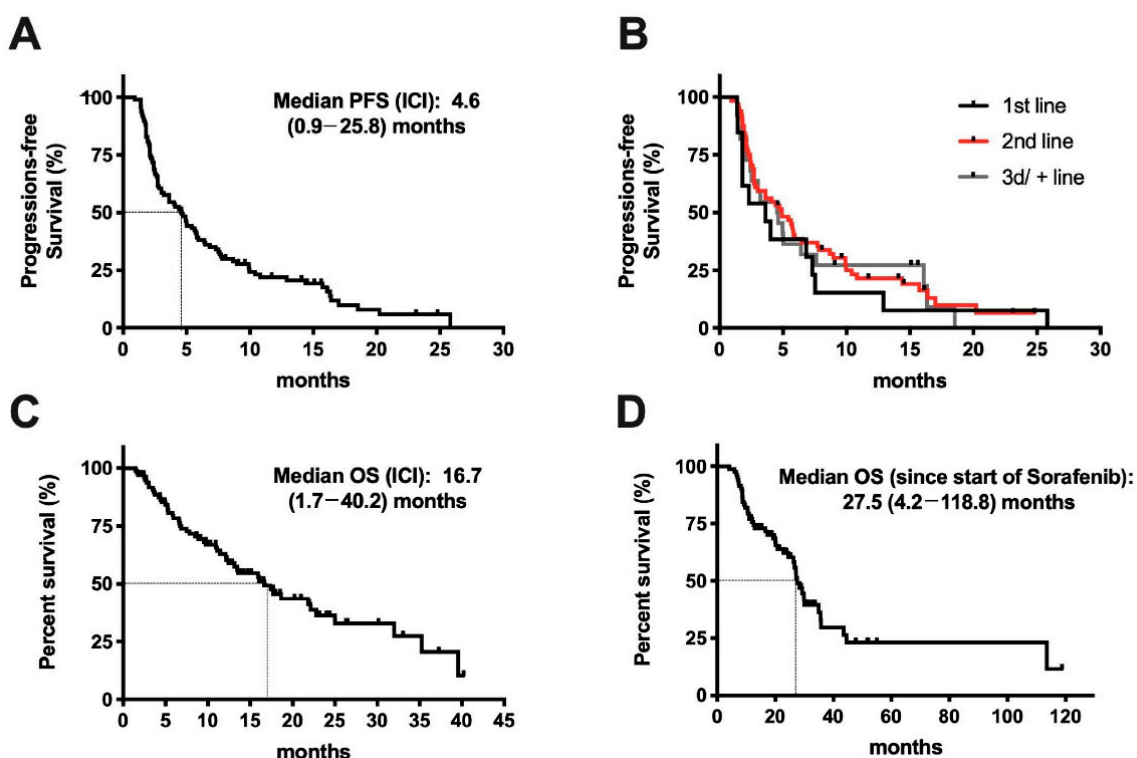 A
Progressions-free
Survival (%)
100
75
50
25
0
Median PFS (ICI): 4.6
(0.9–25.8) months
0 5 10 15 20 25 30
months
B
Progressions-free
Survival (%)
100
75
50
25
0
1st line
2nd line
3d/ + line
0 5 10 15 20 25 30
months
C
Percent survival (%)
100
75
50
25
0
Median OS (ICI): 16.7
(1.7–40.2) months
0 5 10 15 20 25 30 35 40 45
months
D
Percent survival (%)
100
75
50
25
0
Median OS (since start of Sorafenib):
27.5 (4.2–118.8) months
0 20 40 60 80 100 120
months